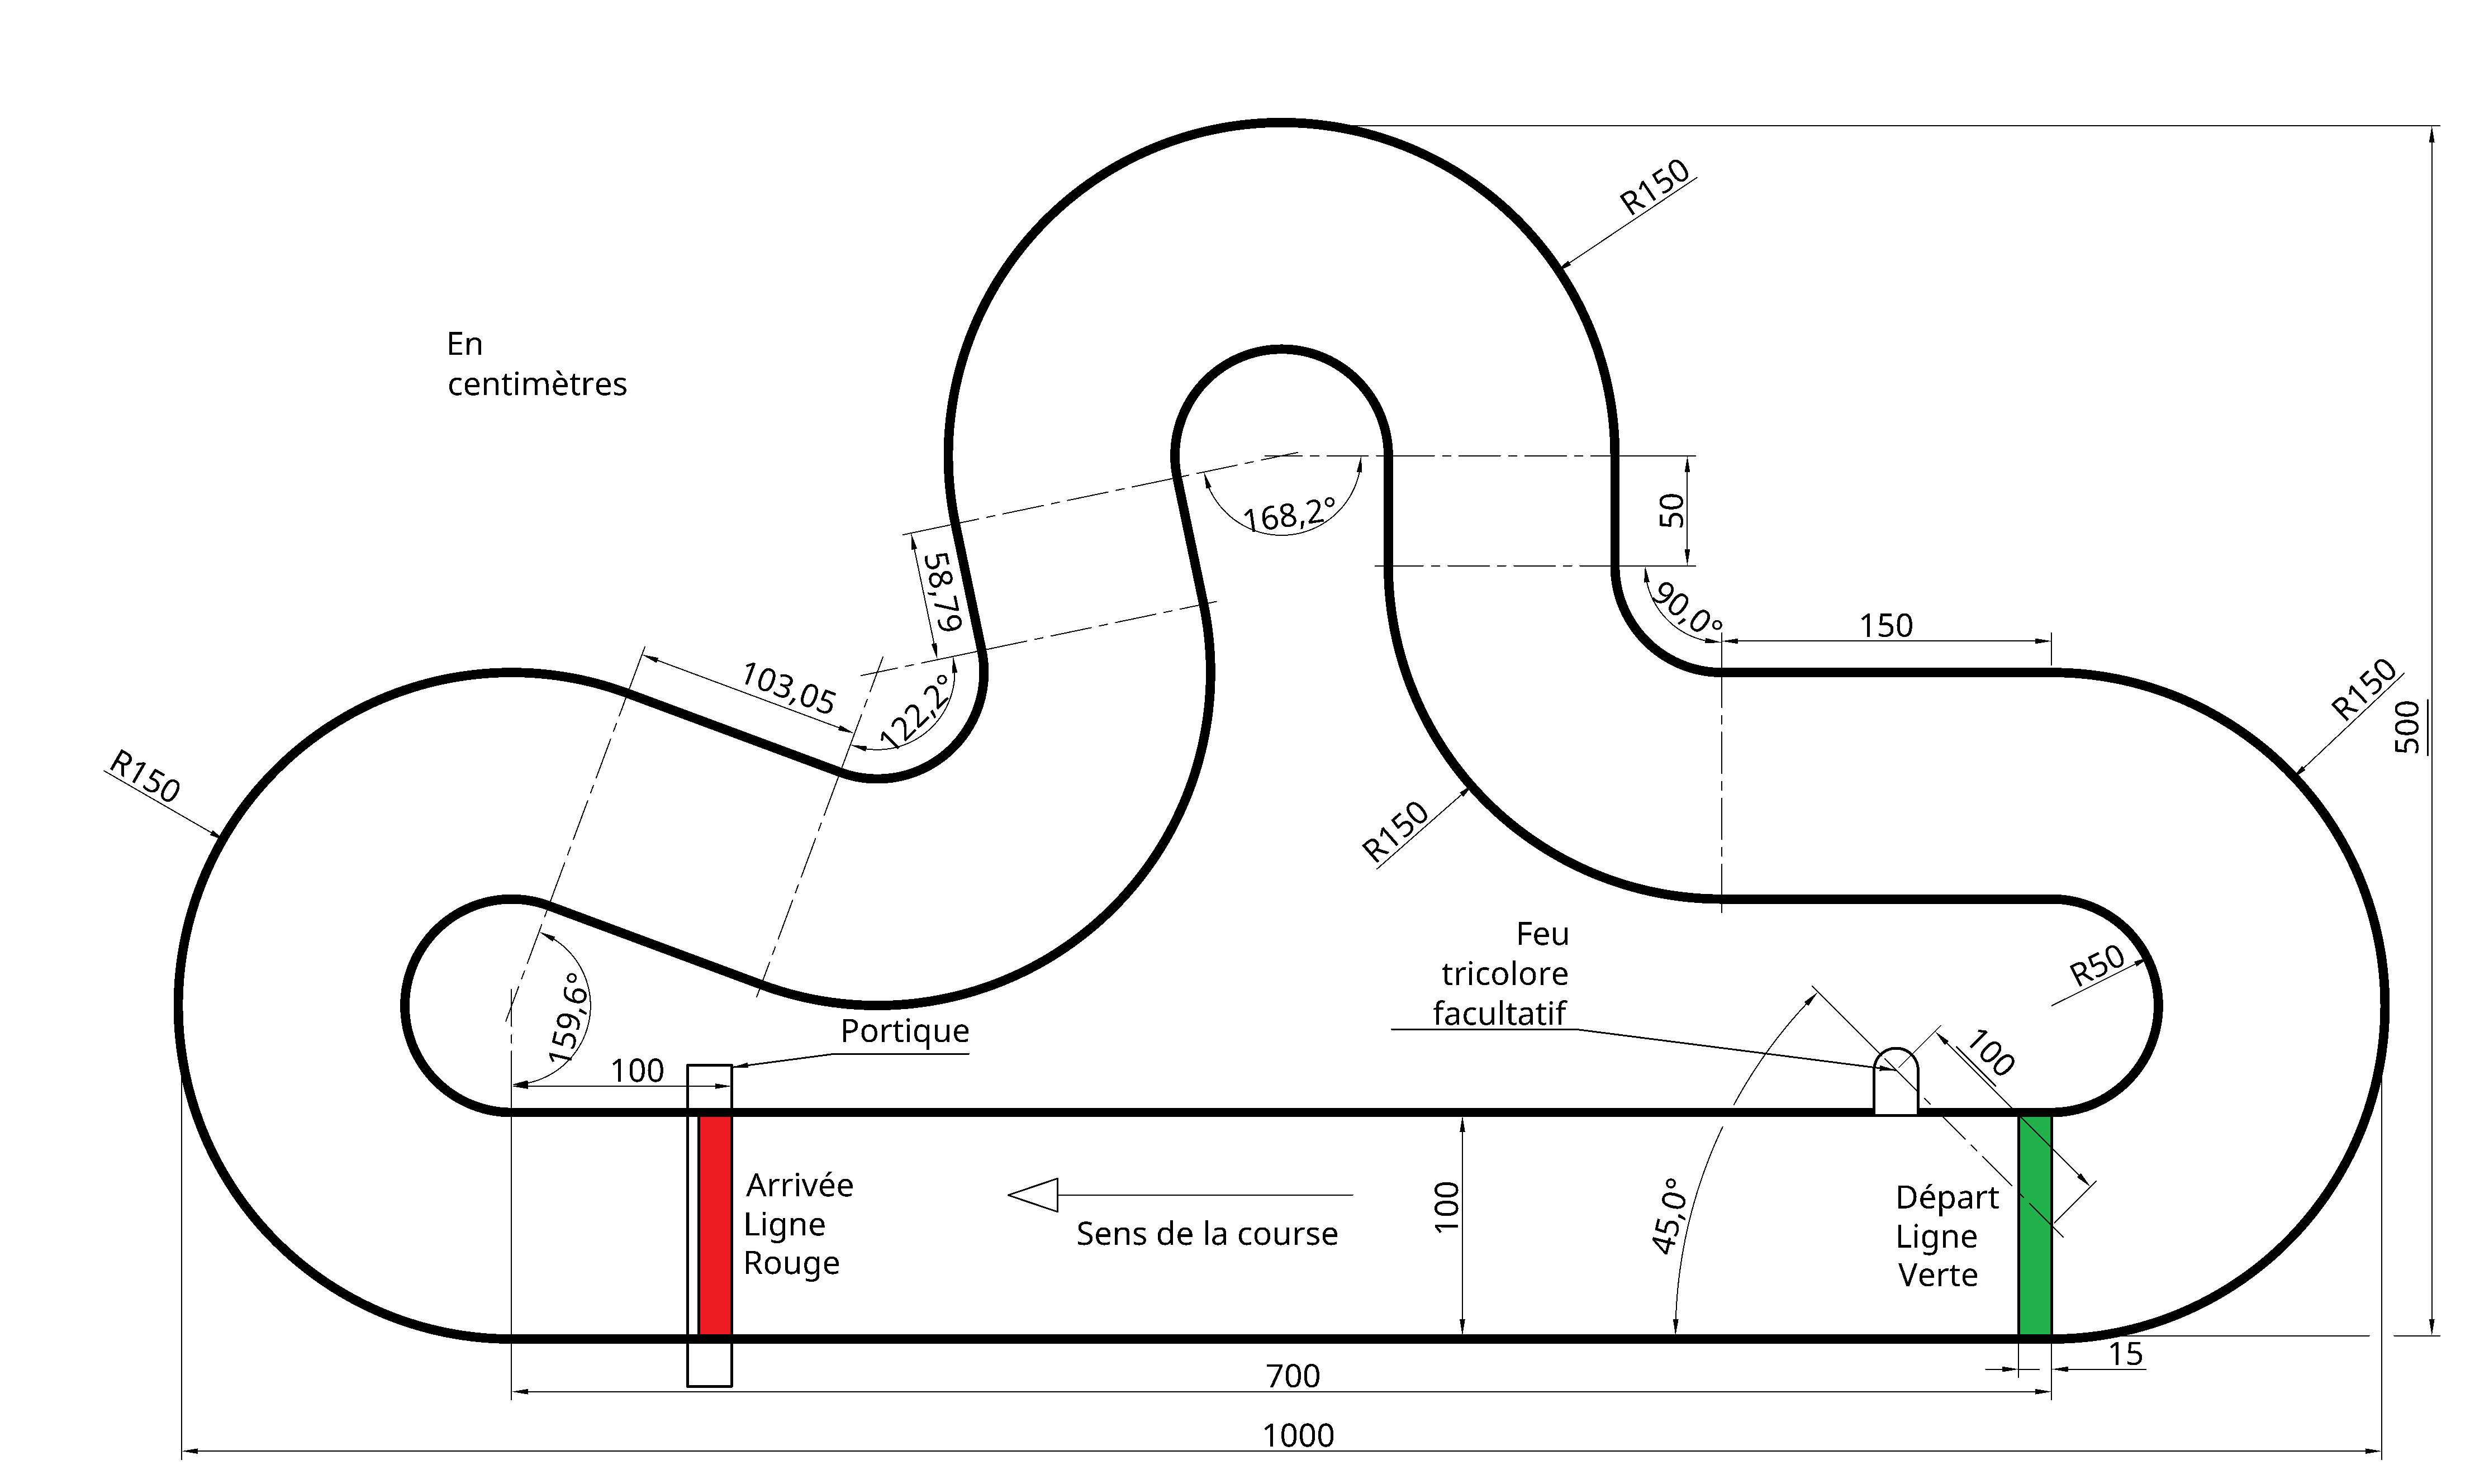 R150
En
centimètres
168,2°
50
58,79
90,0°
150
103,05
122,2°
R150
R150
500
R150
Feu
tricolore
facultatif
R50
159,6°
Portique
100
100
Arrivée
Ligne
Rouge
Sens de la course
100
45,0°
Départ
Ligne
Verte
15
700
1000